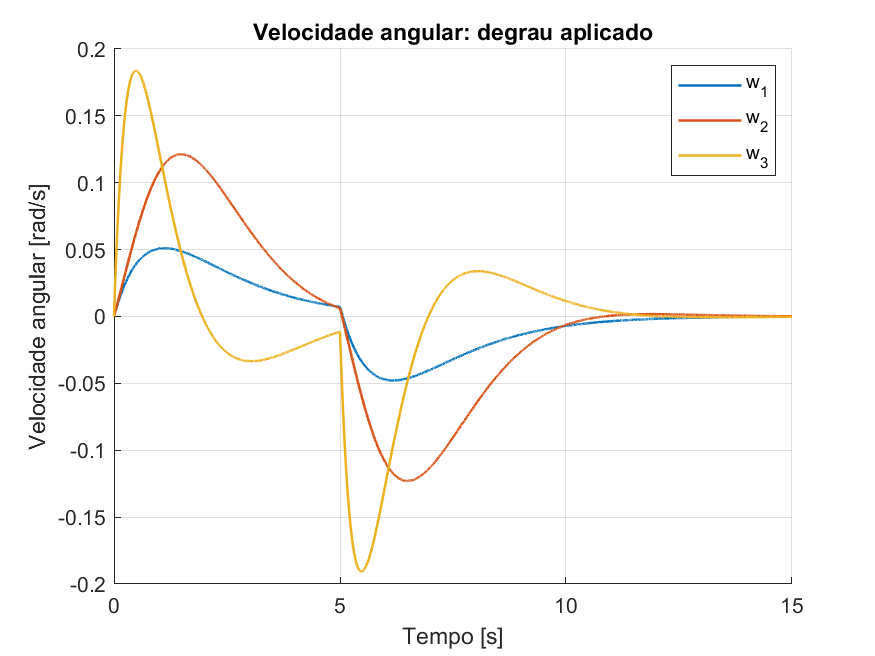 Velocidade angular: degrau aplicado
0.2
0.15
0.1
0.05
0
-0.05
-0.1
-0.15
-0.2
Velocidade angular [rad/s]
w1
w2
w3
0 5 10 15
Tempo [s]